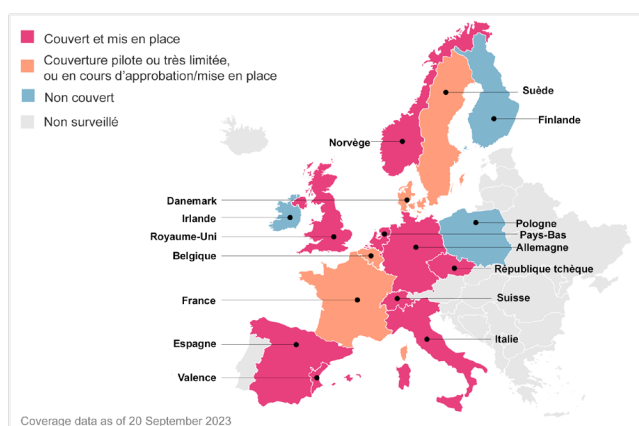 Couvert et mis en place
Couverture pilote ou très limitée,
ou en cours d'approbation/mise en place
Non couvert
Non surveillé
Suède
Finlande
Norvège
Danemark
Irlande
Royaume-Uni
Belgique
France
Espagne
Valence
Pologne
Pays-Bas
Allemagne
Rèpublique tchèque
Suisse
Italie
Coverage data as of 20 September 2023